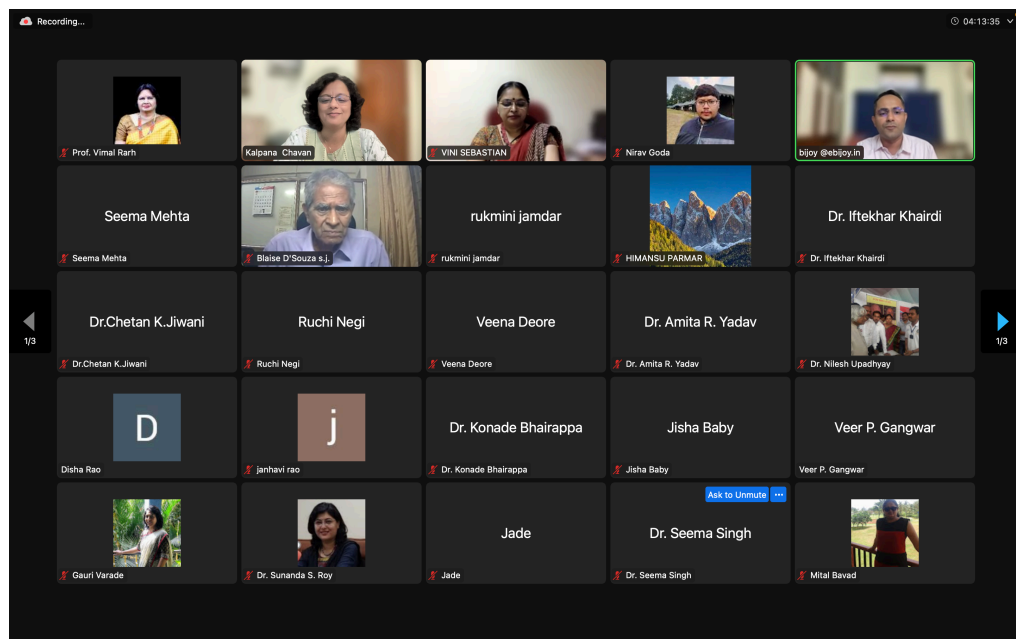 Recording...
04:13:35
Prof. Vimal Rarh
Kalpana Chavan
VINI SEBASTIAN
Nirav Goda
bijoy @ebijoy.in
Seema Mehta
Seema Mehta
Blaise D'Souza s.j.
rukmini jamdar
rukmini jamdar
HIMANSU PARMAR
Dr. Iftekhar Khairdi
Dr. Iftekhar Khairdi
1/3
Dr.Chetan K.Jiwani
Dr.Chetan K.Jiwani
Ruchi Negi
Ruchi Negi
Veena Deore
Veena Deore
Dr. Amita R. Yadav
Dr. Amita R. Yadav
Dr. Nilesh Upadhyay
1/3
D
Disha Rao
j
janhavi rao
Dr. Konade Bhairappa
Dr. Konade Bhairappa
Jisha Baby
Jisha Baby
Veer P. Gangwar
Veer P. Gangwar
Gauri Varade
Dr. Sunanda S. Roy
Jade
Jade
Ask to Unmute
Dr. Seema Singh
Dr. Seema Singh
Mital Bavad